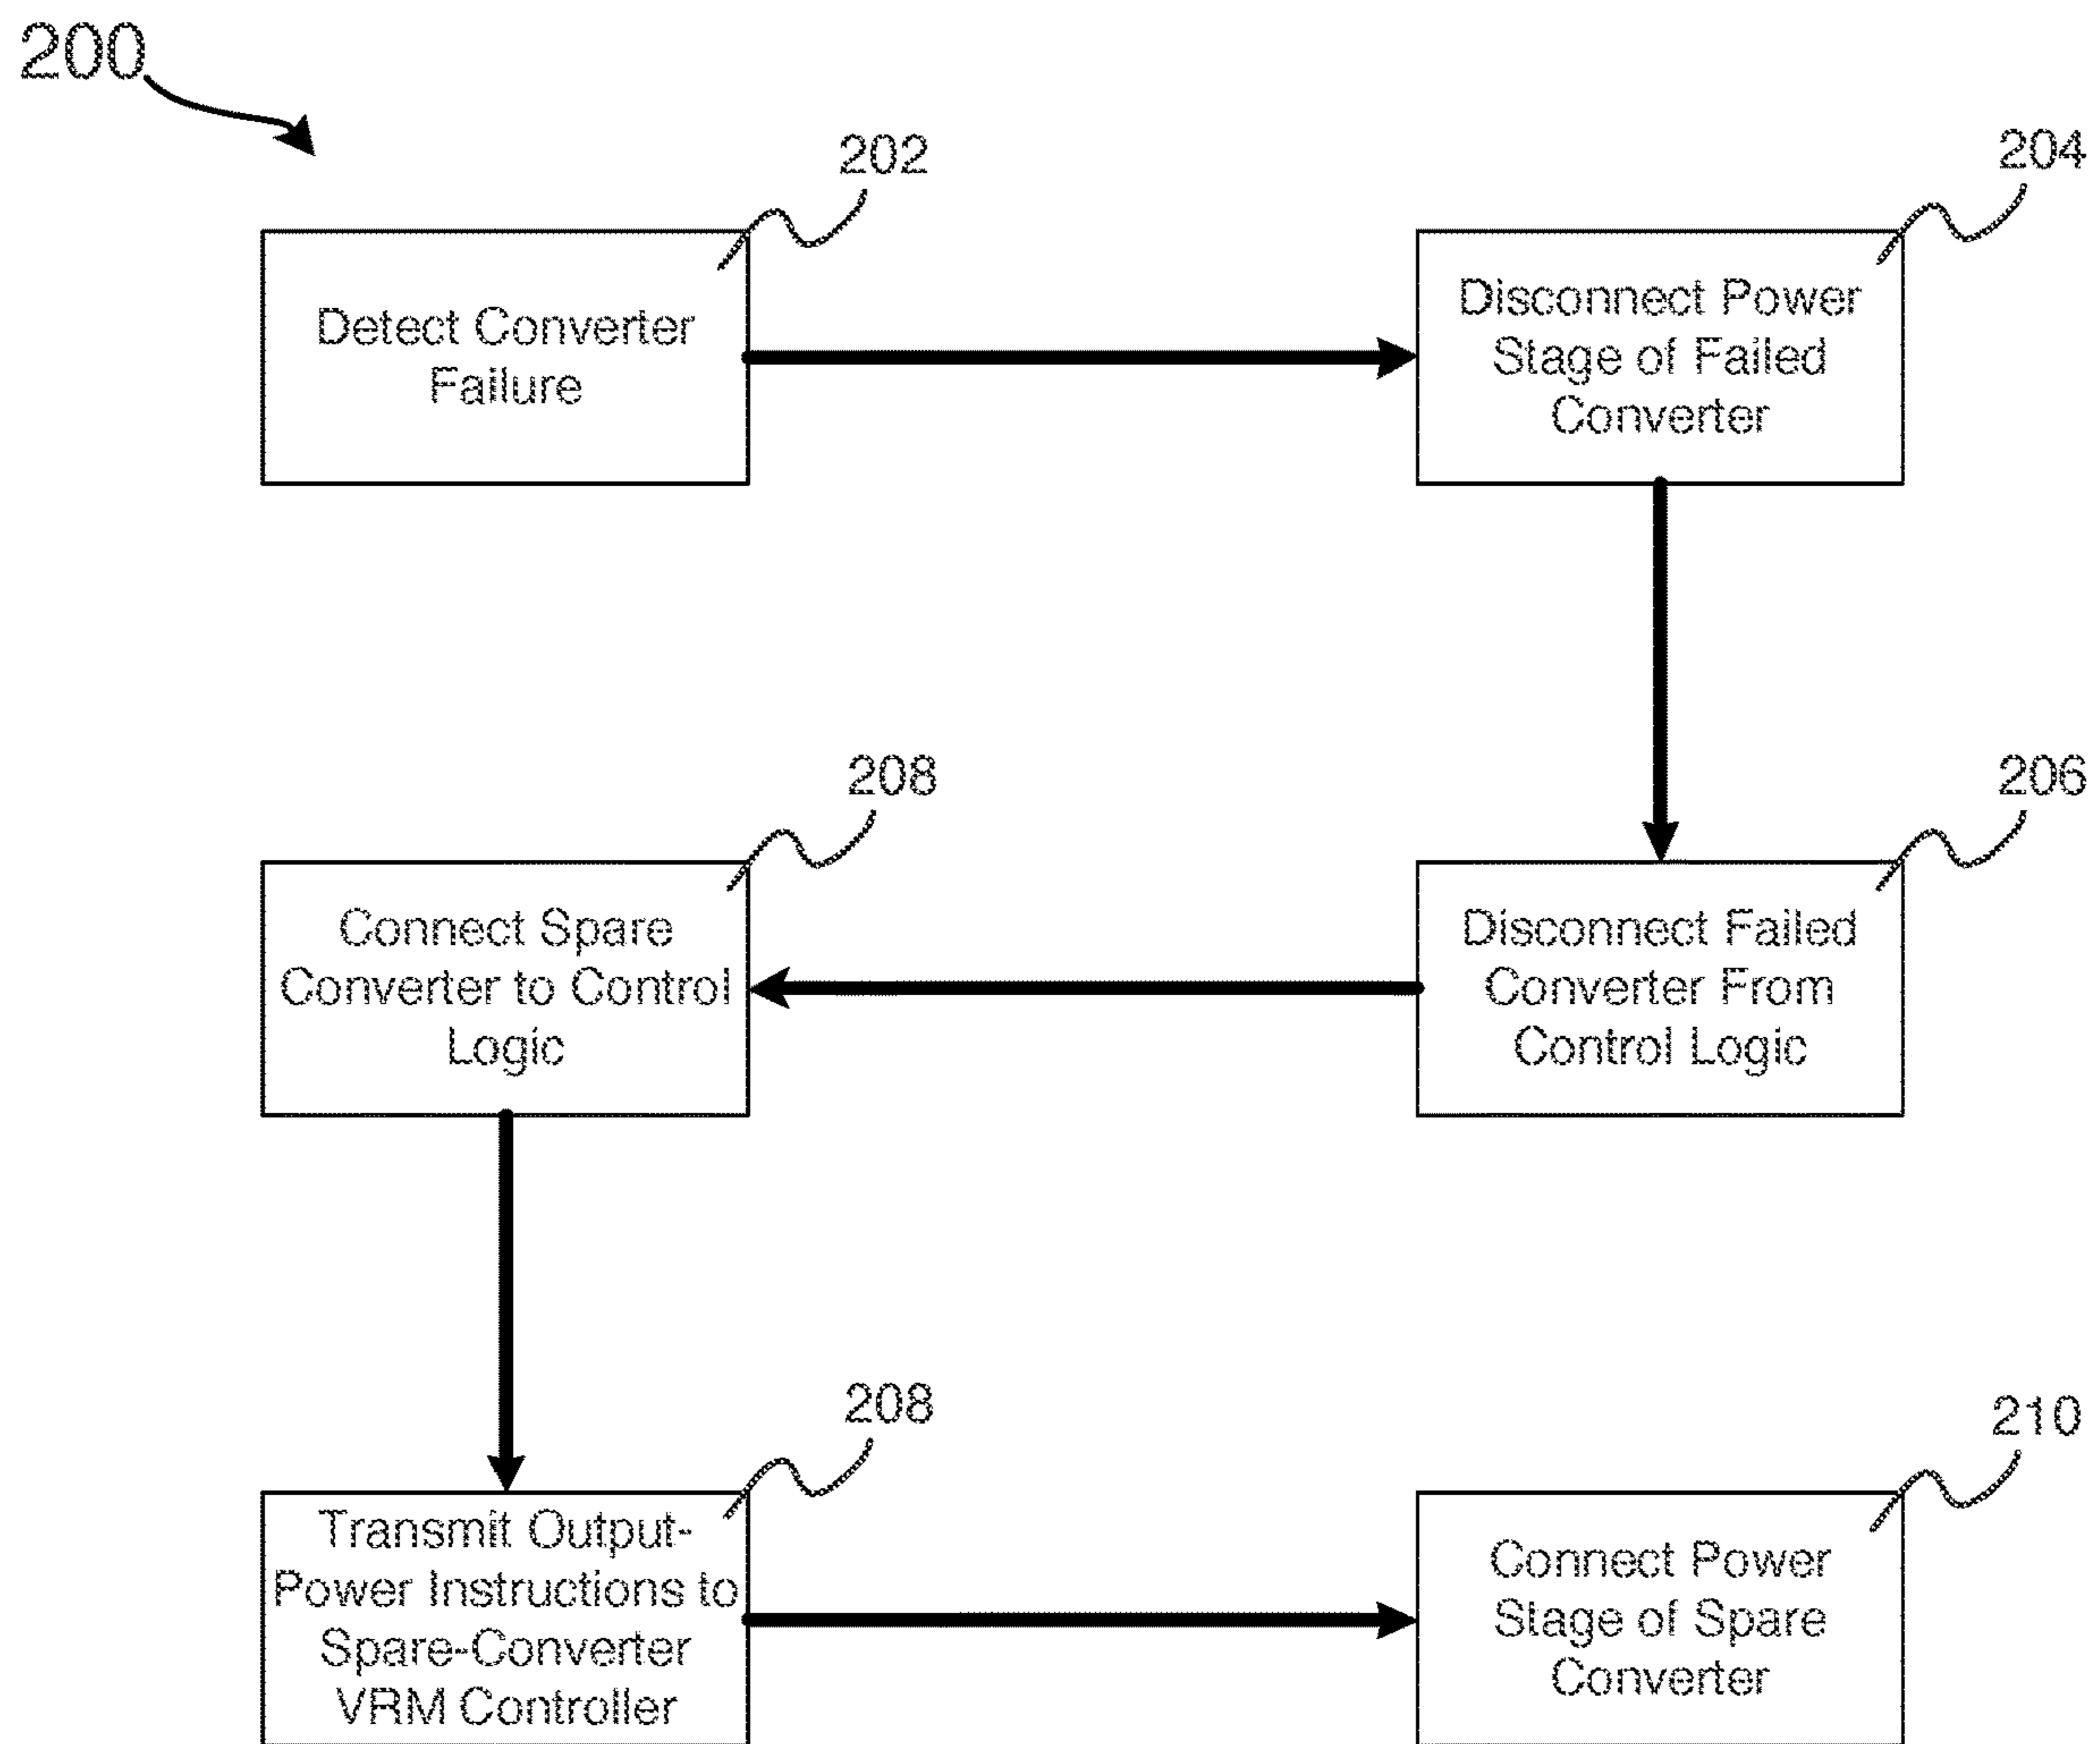 200
202
Detect Converter
Failure
204
Disconnect Power
Stage of Failed
Converter
206
Disconnect Failed
Converter From
Control Logic
208
Connect Spare
Converter to Control
Logic
208
Transmit Output-
Power Instructions to
Spare-Converter
VRM Controller
210
Connect Power
Stage of Spare
Converter